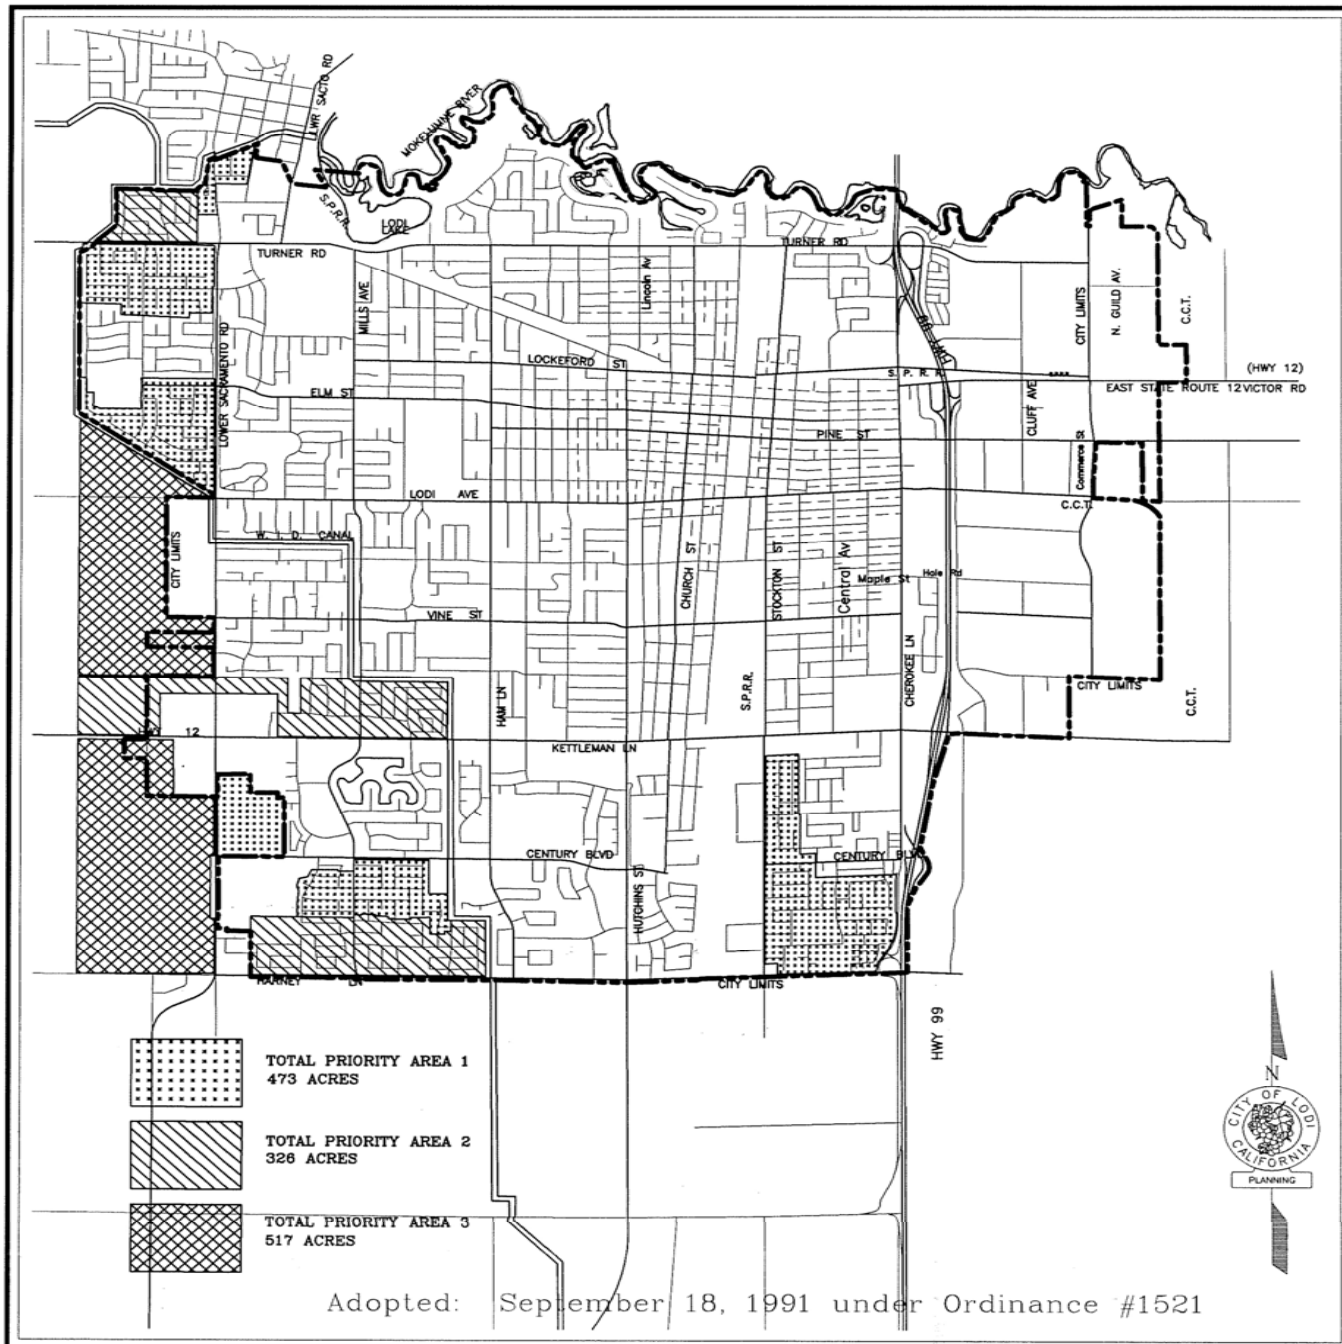 LWR SACTO RD
MOKELUMNE RIVER
S.P.R.R.
LODI
LAKE
TURNER RD
TURNER RD
MILLS AVE
Lincoln Av
HWY 99
CITY LIMITS
N. GUILD AV.
C.C.T.
LOWER SACRAMENTO RD
LOCKEFORD ST
S. P. R. R.
(HWY 12)
EAST STATE ROUTE 12 VICTOR RD
ELM ST
CLUFF AVE
PINE ST
Commerce St
LODI AVE
C.C.T.
W. I. D. CANAL
CITY LIMITS
CHURCH ST
STOCKTON ST
Central Av
Maple St
Hale Rd
VINE ST
CHEROKEE LN
HAM LN
S.P.R.R.
CITY LIMITS
C.C.T.
12
KETTLEMAN LN
CENTURY BLVD
CENTURY BLVD
HUTCHINS ST
HARNEY LN
CITY LIMITS
HWY 99
TOTAL PRIORITY AREA 1
473 ACRES
TOTAL PRIORITY AREA 2
326 ACRES
TOTAL PRIORITY AREA 3
517 ACRES
N
CITY OF LODI
CALIFORNIA
PLANNING
Adopted: September 18, 1991 under Ordinance #1521